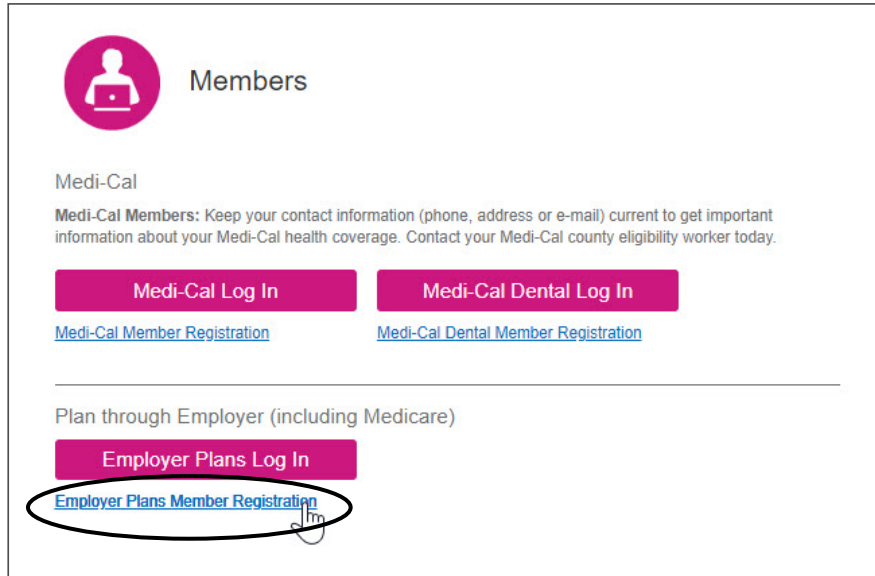 Members
Medi-Cal
Medi-Cal Members: Keep your contact information (phone, address or e-mail) current to get important
information about your Medi-Cal health coverage. Contact your Medi-Cal county eligibility worker today.
Medi-Cal Log In
Medi-Cal Dental Log In
Medi-Cal Member Registration
Medi-Cal Dental Member Registration
Plan through Employer (including Medicare)
Employer Plans Log In
Employer Plans Member Registration